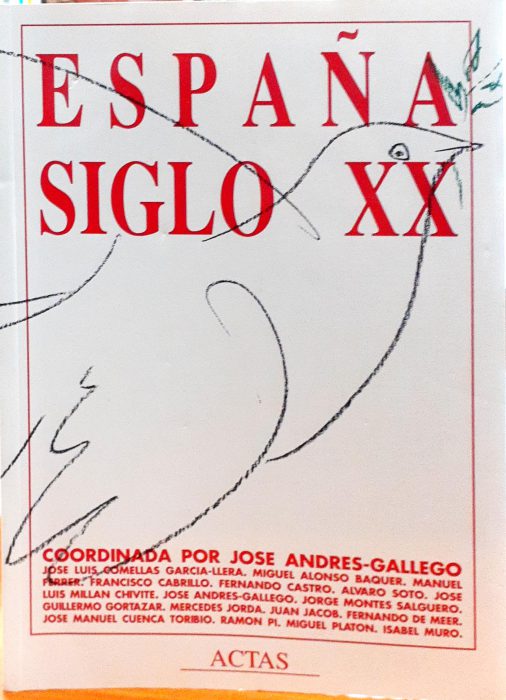 ESPAÑA
SIGLO XX
COORDINADA POR JOSE ANDRES-GALLEGO
JOSE LUIS COMELLAS GARCIA-LLERA. MIGUEL ALONSO BAQUER. MANUEL
FERRER. FRANCISCO CABRILLO. FERNANDO CASTRO. ALVARO SOTO. JOSE
LUIS MILLAN CHIVITE. JOSE ANDRES-GALLEGO. JORGE MONTES SALGUERO.
GUILLERMO GORTAZAR. MERCEDES JORDA. JUAN JACOB. FERNANDO DE MEER.
JOSE MANUEL CUENCA TORIBIO. RAMON PI. MIGUEL PLATON. ISABEL MURO.
ACTAS